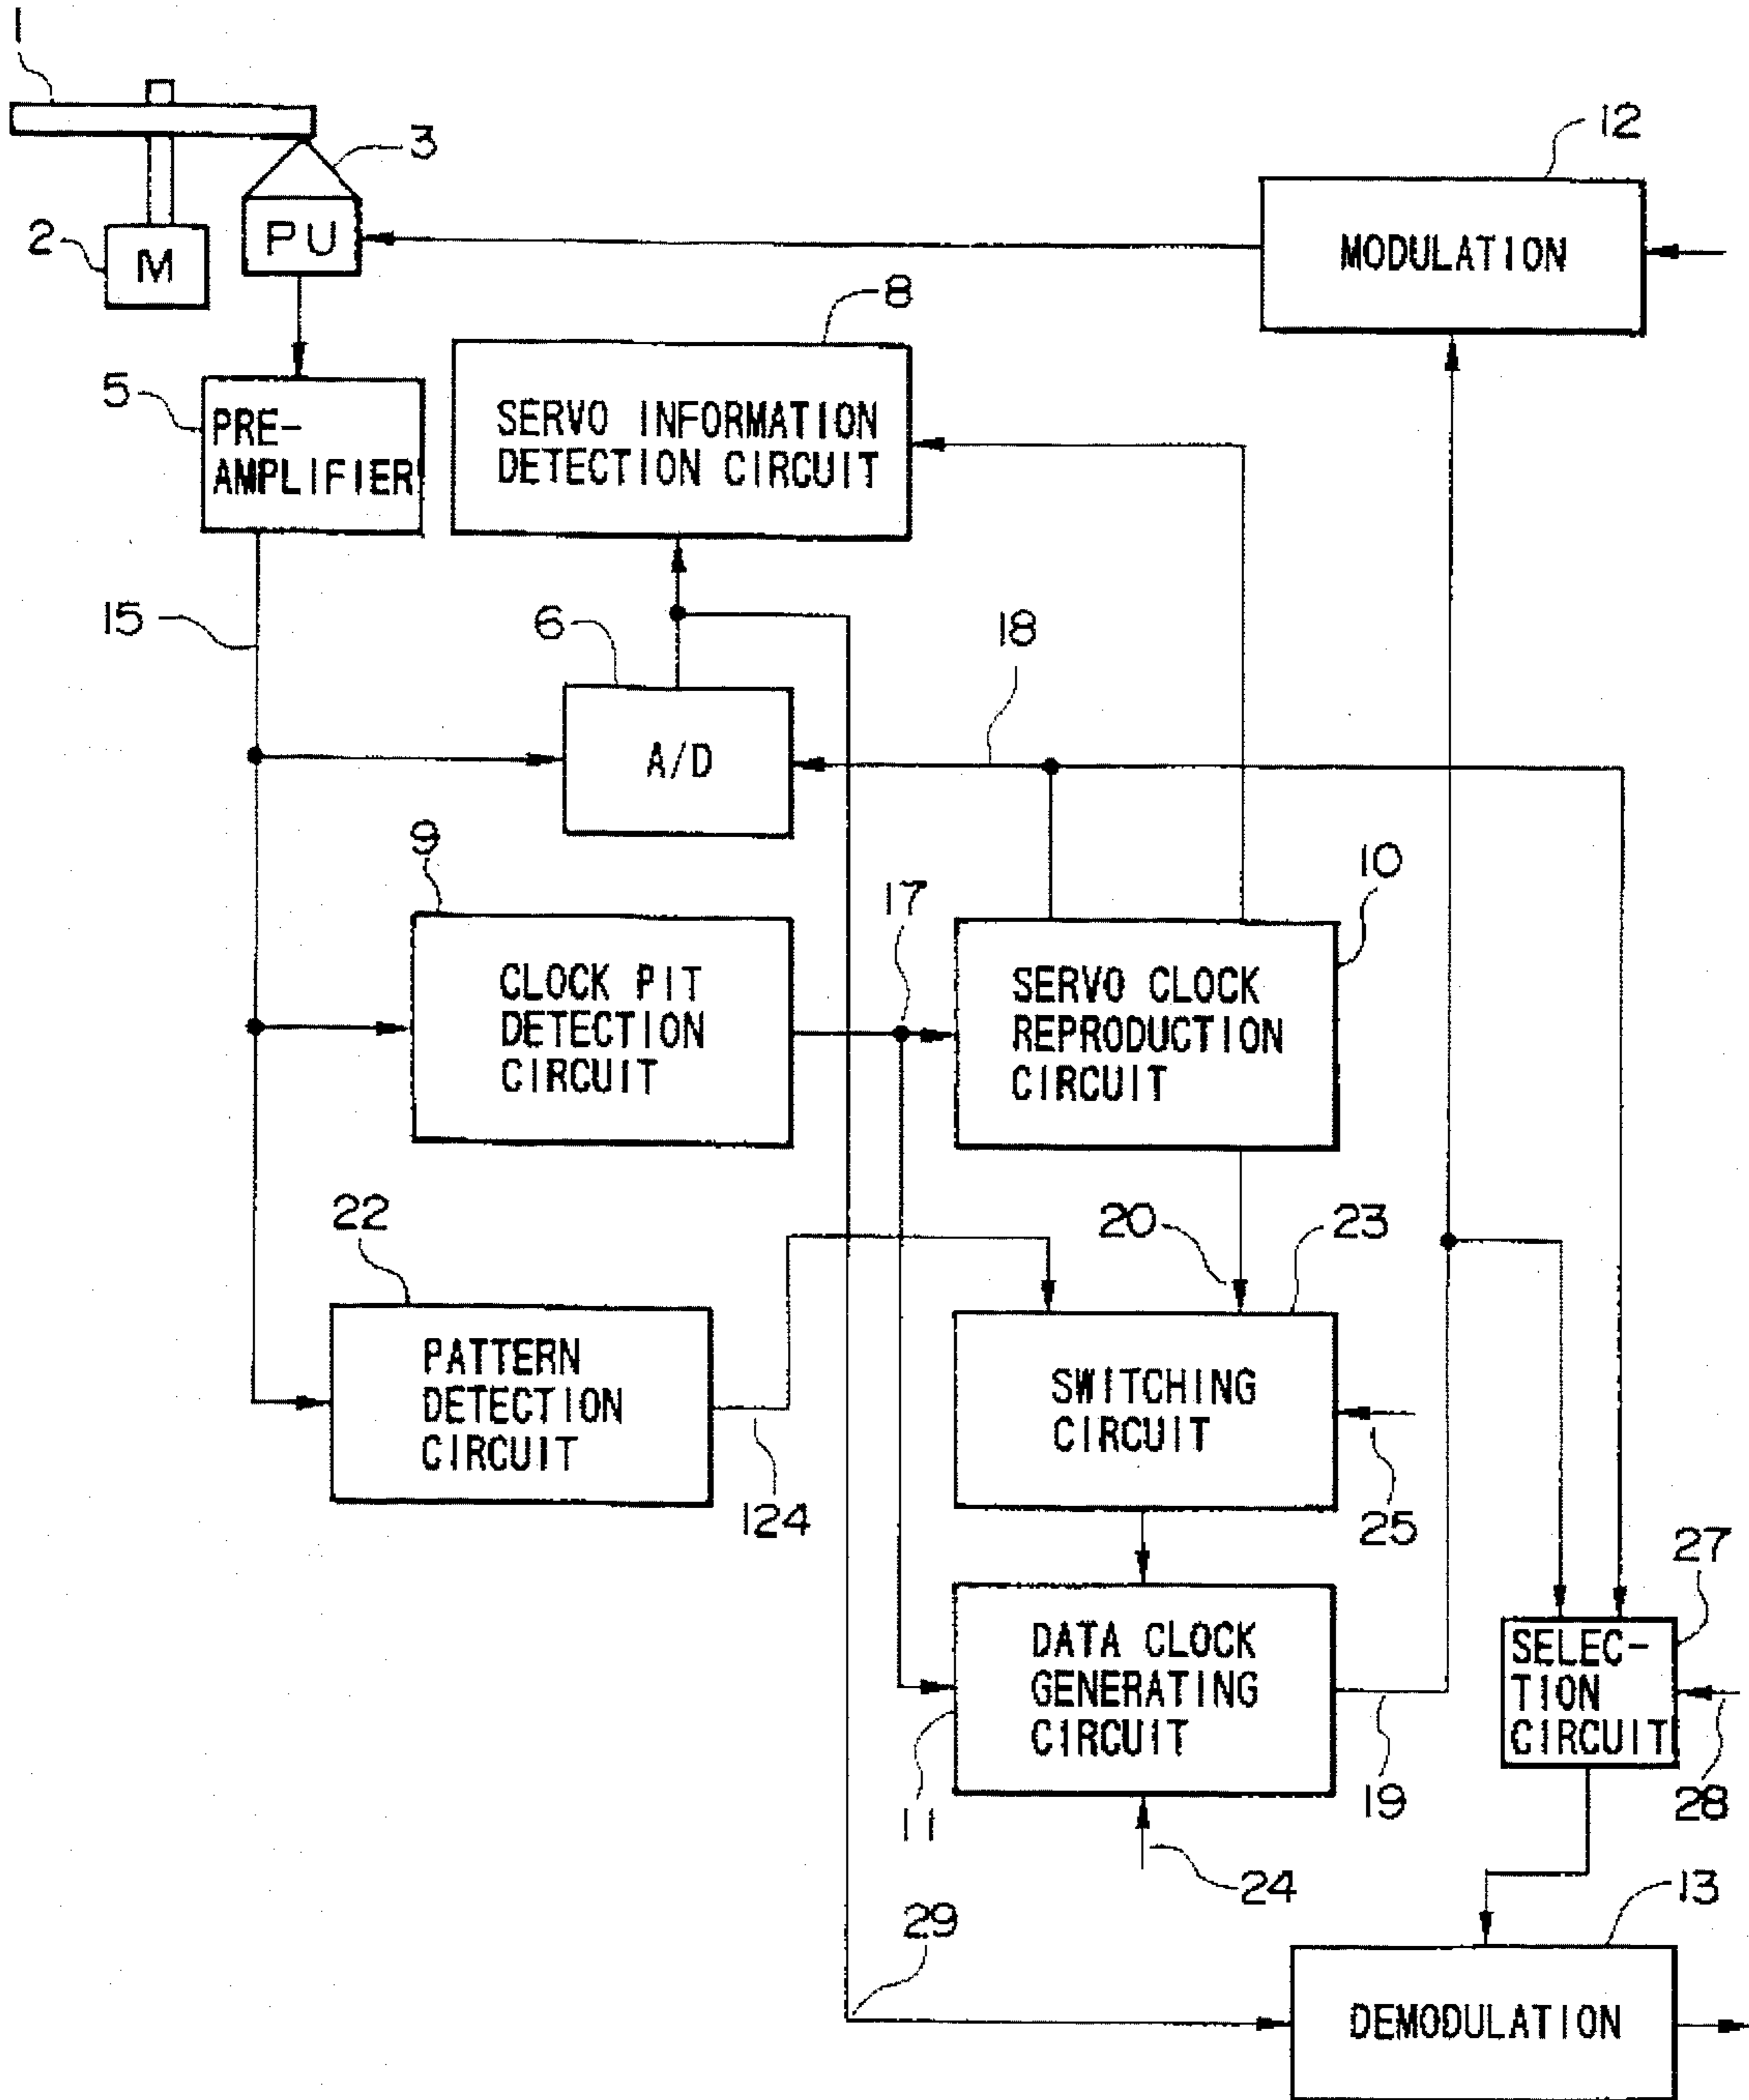 1
12
3
2
PU
M
MODULATION
8
5
PRE-
AMPLIFIER
SERVO INFORMATION
DETECTION CIRCUIT
15
6
18
A/D
9
17
10
CLOCK PIT
DETECTION
CIRCUIT
SERVO CLOCK
REPRODUCTION
CIRCUIT
22
20
23
PATTERN
DETECTION
CIRCUIT
SWITCHING
CIRCUIT
124
25
27
DATA CLOCK
GENERATING
CIRCUIT
SELEC-
TION
CIRCUIT
11
19
28
24
13
29
DEMODULATION